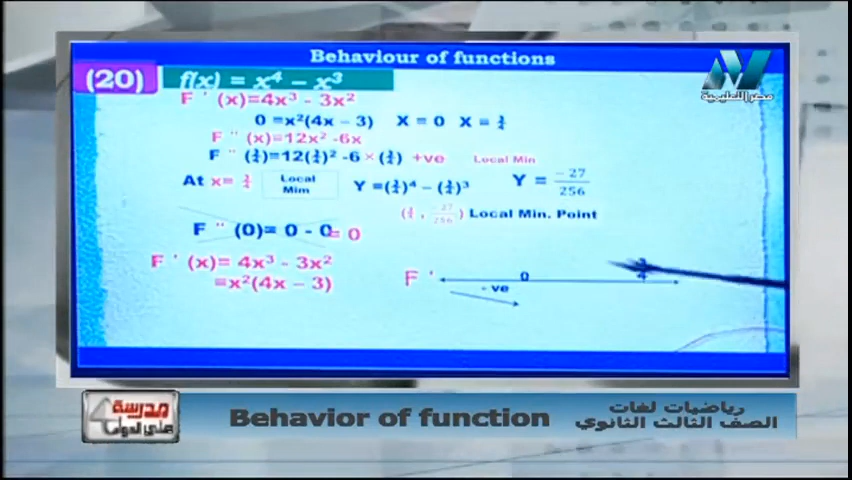 Behaviour of functions
(20) f(x) = x⁴ – x³
مصر التعليمية
F ' (x)=4x³ - 3x²
0 =x²(4x – 3) X = 0 X = ¾
F '' (x)=12x² -6x
F '' (¾)=12(¾)² -6×(¾) +ve Local Min
At x= ¾ Local Mim Y =(¾)⁴ – (¾)³ Y = -27/256
(¾ , -27/256) Local Min. Point
F '' (0)= 0 - 0= 0
F ' (x)= 4x³ - 3x²
=x²(4x – 3)
F ' 0
- ve
مدرسة على الهواء
Behavior of function
رياضيات لغات
الصف الثالث الثانوي